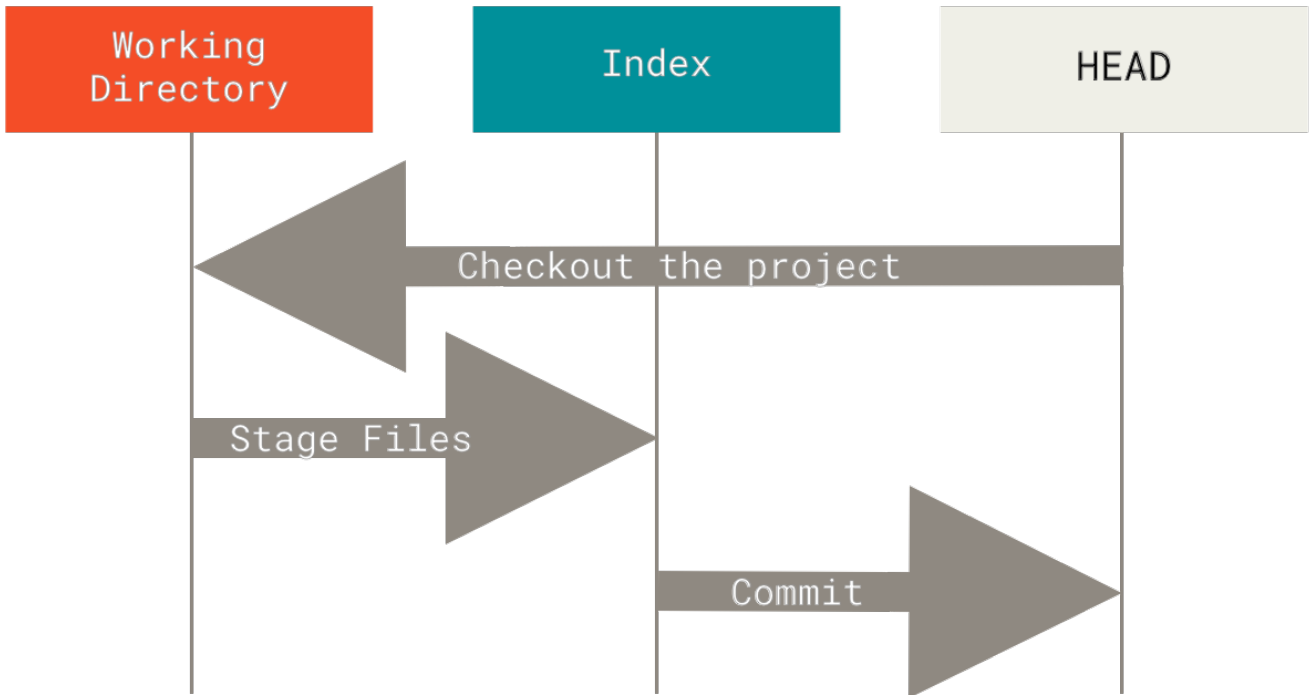 Working
Directory
Index
HEAD
Checkout the project
Stage Files
Commit